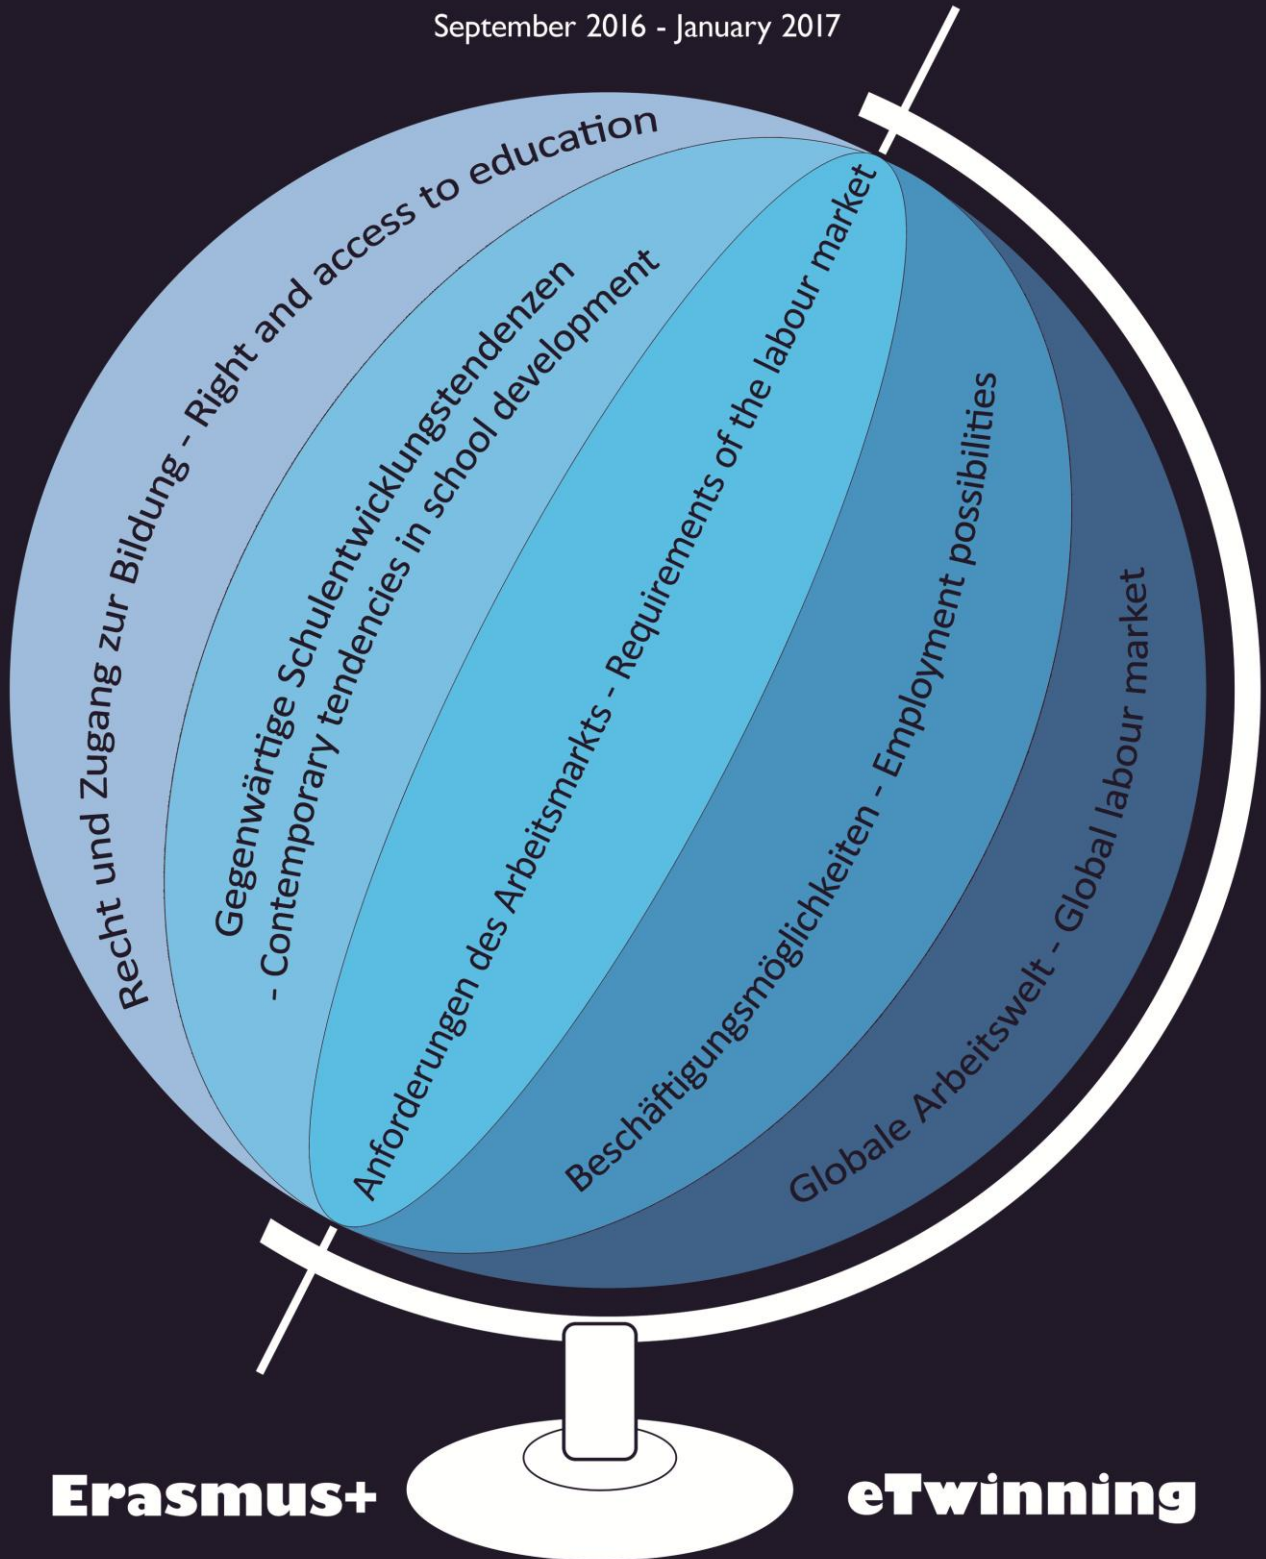 September 2016 - January 2017
Recht und Zugang zur Bildung - Right and access to education
Gegenwärtige Schulentwicklungstendenzen
- Contemporary tendencies in school development
Anforderungen des Arbeitsmarkts - Requirements of the labour market
Beschäftigungsmöglichkeiten - Employment possibilities
Globale Arbeitswelt - Global labour market
Erasmus+
eTwinning